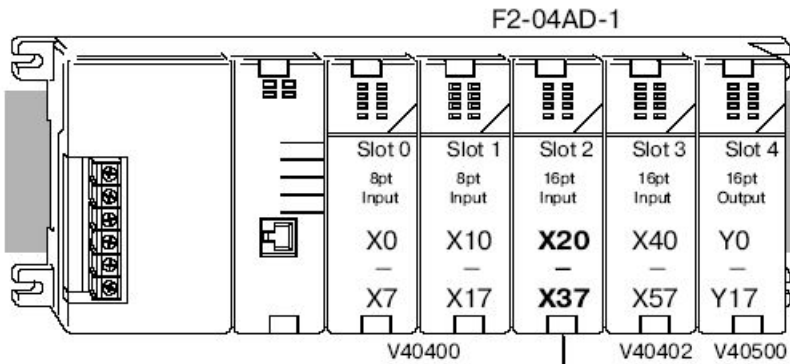 F2-04AD-1
Slot 0 Slot 1 Slot 2 Slot 3 Slot 4
8pt 8pt 16pt 16pt 16pt
Input Input Input Input Output
X0 X10 X20 X40 Y0
– – – – –
X7 X17 X37 X57 Y17
V40400 V40402 V40500